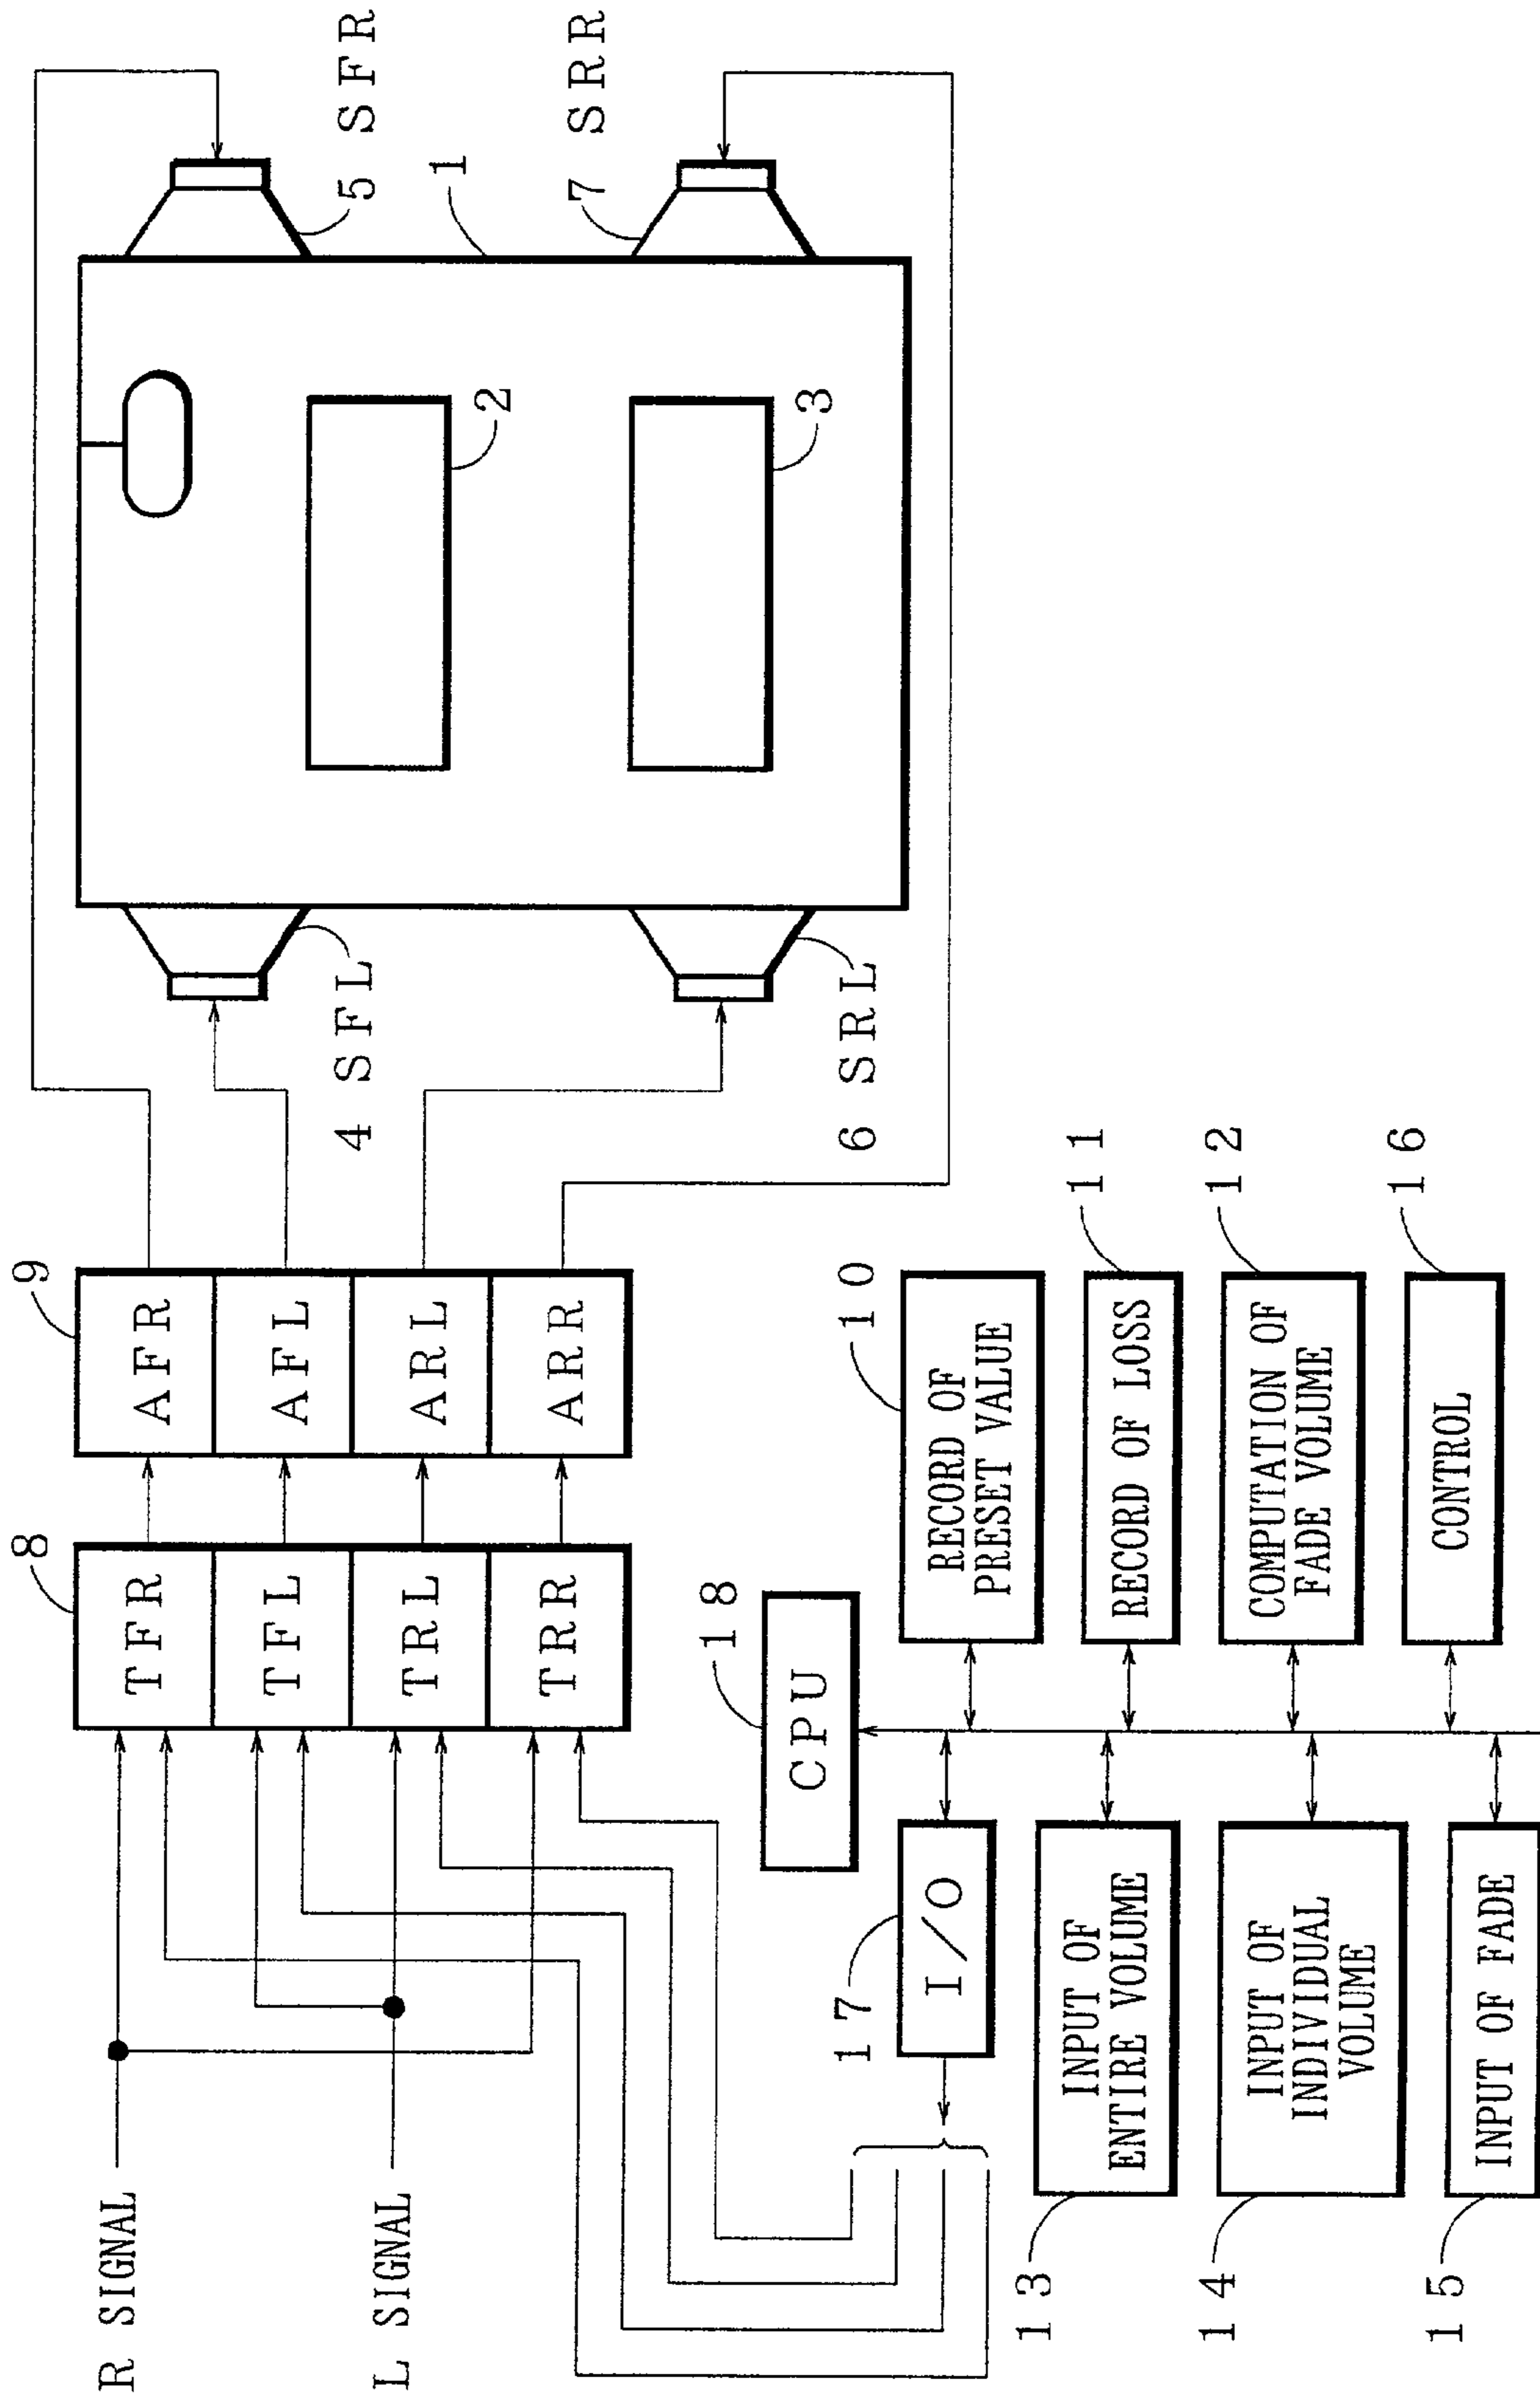 R SIGNAL
L SIGNAL
8
TFR
TFL
TRL
TRR
9
AFR
AFL
ARL
ARR
4 SFL
5 SFR
6 SRL
7 SRR
1
2
3
18
CPU
17
I/O
10
RECORD OF
PRESET VALUE
11
RECORD OF LOSS
12
COMPUTATION OF
FADE VOLUME
16
CONTROL
13
INPUT OF
ENTIRE VOLUME
14
INPUT OF
INDIVIDUAL
VOLUME
15
INPUT OF FADE